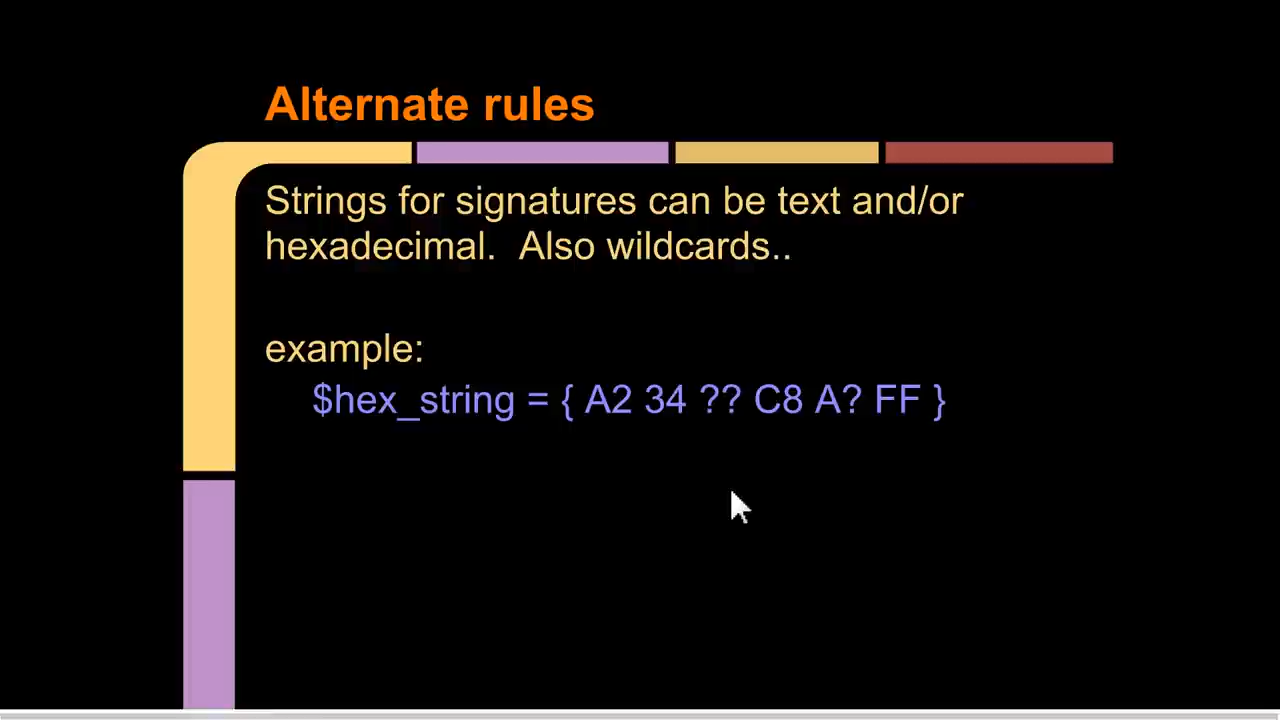 Alternate rules
Strings for signatures can be text and/or
hexadecimal.  Also wildcards..
example:
$hex_string = { A2 34 ?? C8 A? FF }